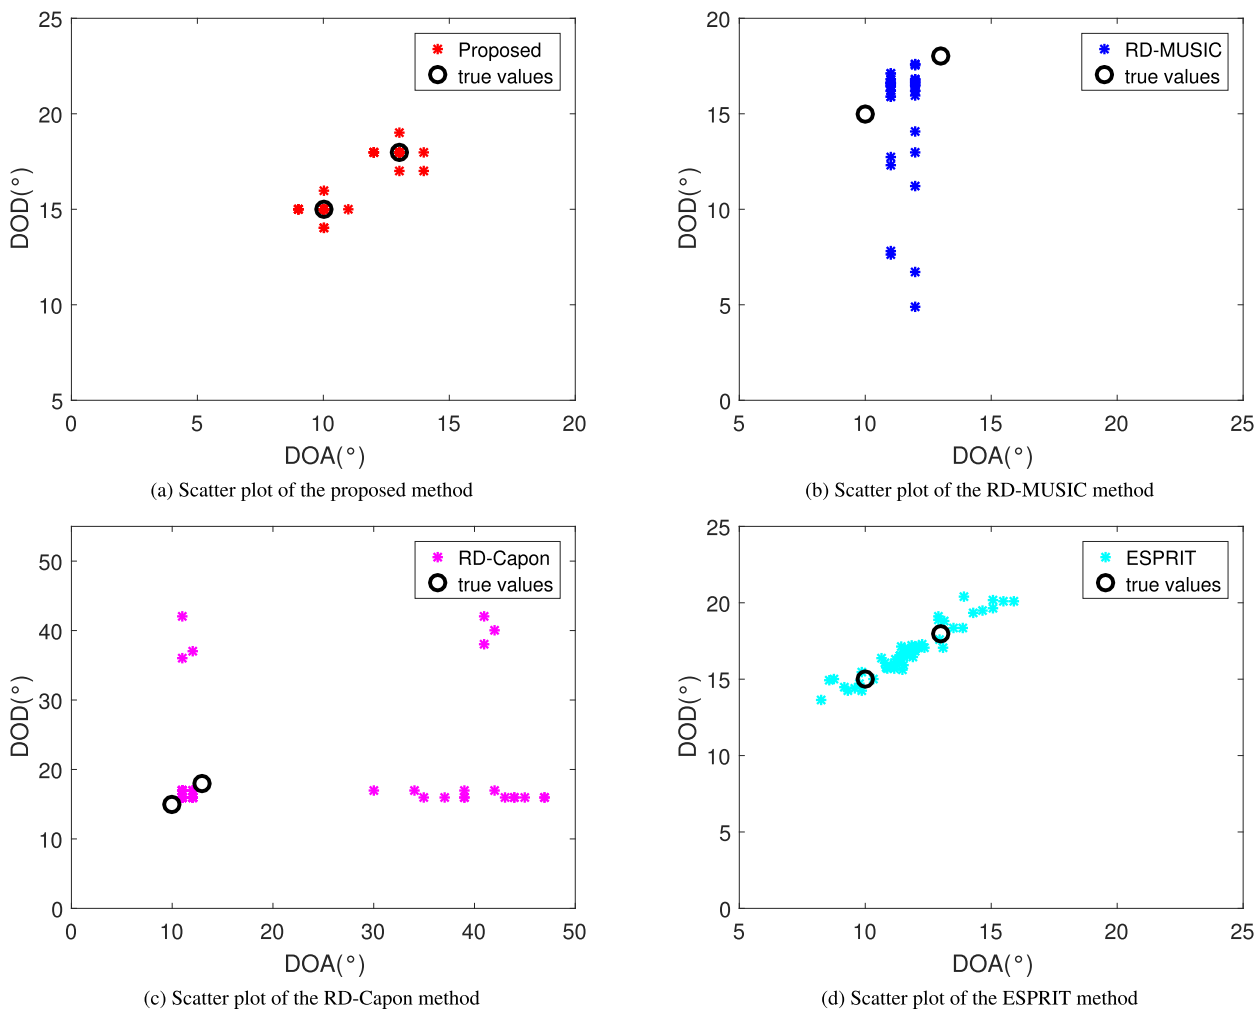 25
20
15
10
5
0
5
10
15
20
DOD(°)
DOA(°)
Proposed
true values
(a) Scatter plot of the proposed method
20
15
10
5
0
5
10
15
20
25
DOD(°)
DOA(°)
RD-MUSIC
true values
(b) Scatter plot of the RD-MUSIC method
50
40
30
20
10
0
0
10
20
30
40
50
DOD(°)
DOA(°)
RD-Capon
true values
(c) Scatter plot of the RD-Capon method
25
20
15
10
5
0
5
10
15
20
25
DOD(°)
DOA(°)
ESPRIT
true values
(d) Scatter plot of the ESPRIT method